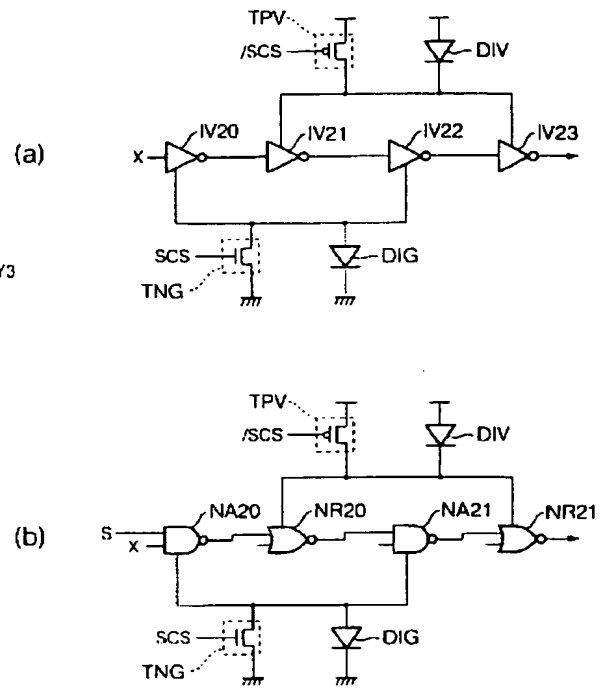 TPV
/SCS
DIV
IV20
IV21
IV22
IV23
(a)
X
SCS
DIG
TNG
Y3
TPV
/SCS
DIV
NA20
NR20
NA21
NR21
(b)
S
X
SCS
DIG
TNG